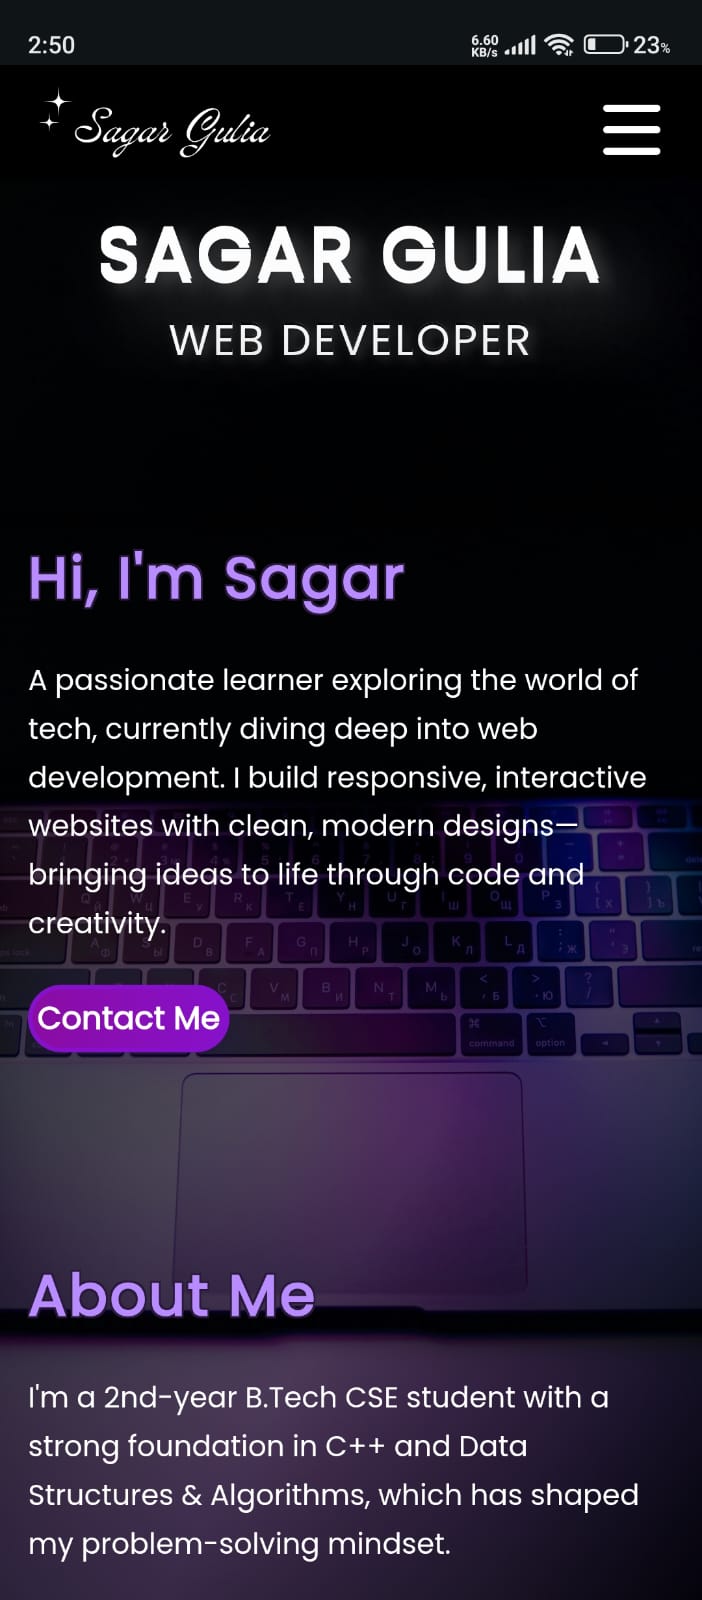 2:50
6.60
KB/s
23%
Sagar Gulia
SAGAR GULIA
WEB DEVELOPER
Hi, I'm Sagar
A passionate learner exploring the world of
tech, currently diving deep into web
development. I build responsive, interactive
websites with clean, modern designs—
bringing ideas to life through code and
creativity.
Contact Me
command
option
About Me
I'm a 2nd-year B.Tech CSE student with a
strong foundation in C++ and Data
Structures & Algorithms, which has shaped
my problem-solving mindset.